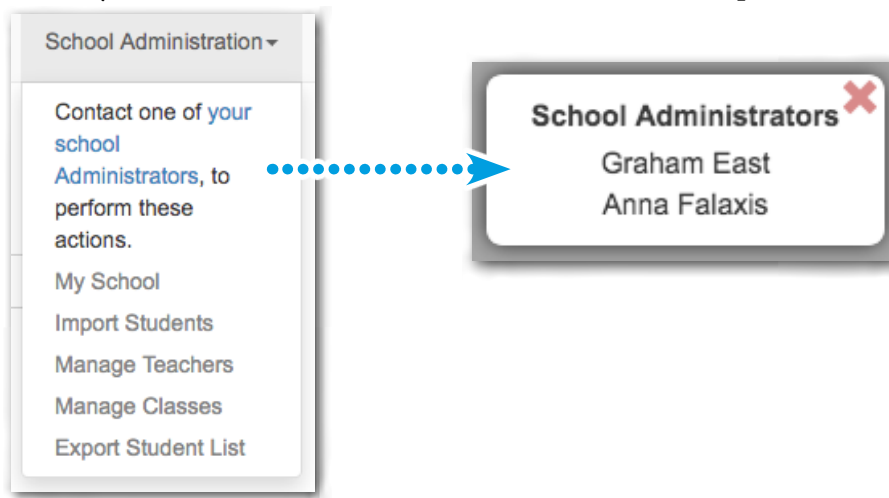 School Administration
Contact one of your
school
Administrators, to
perform these
actions.
My School
Import Students
Manage Teachers
Manage Classes
Export Student List
School Administrators
Graham East
Anna Falaxis